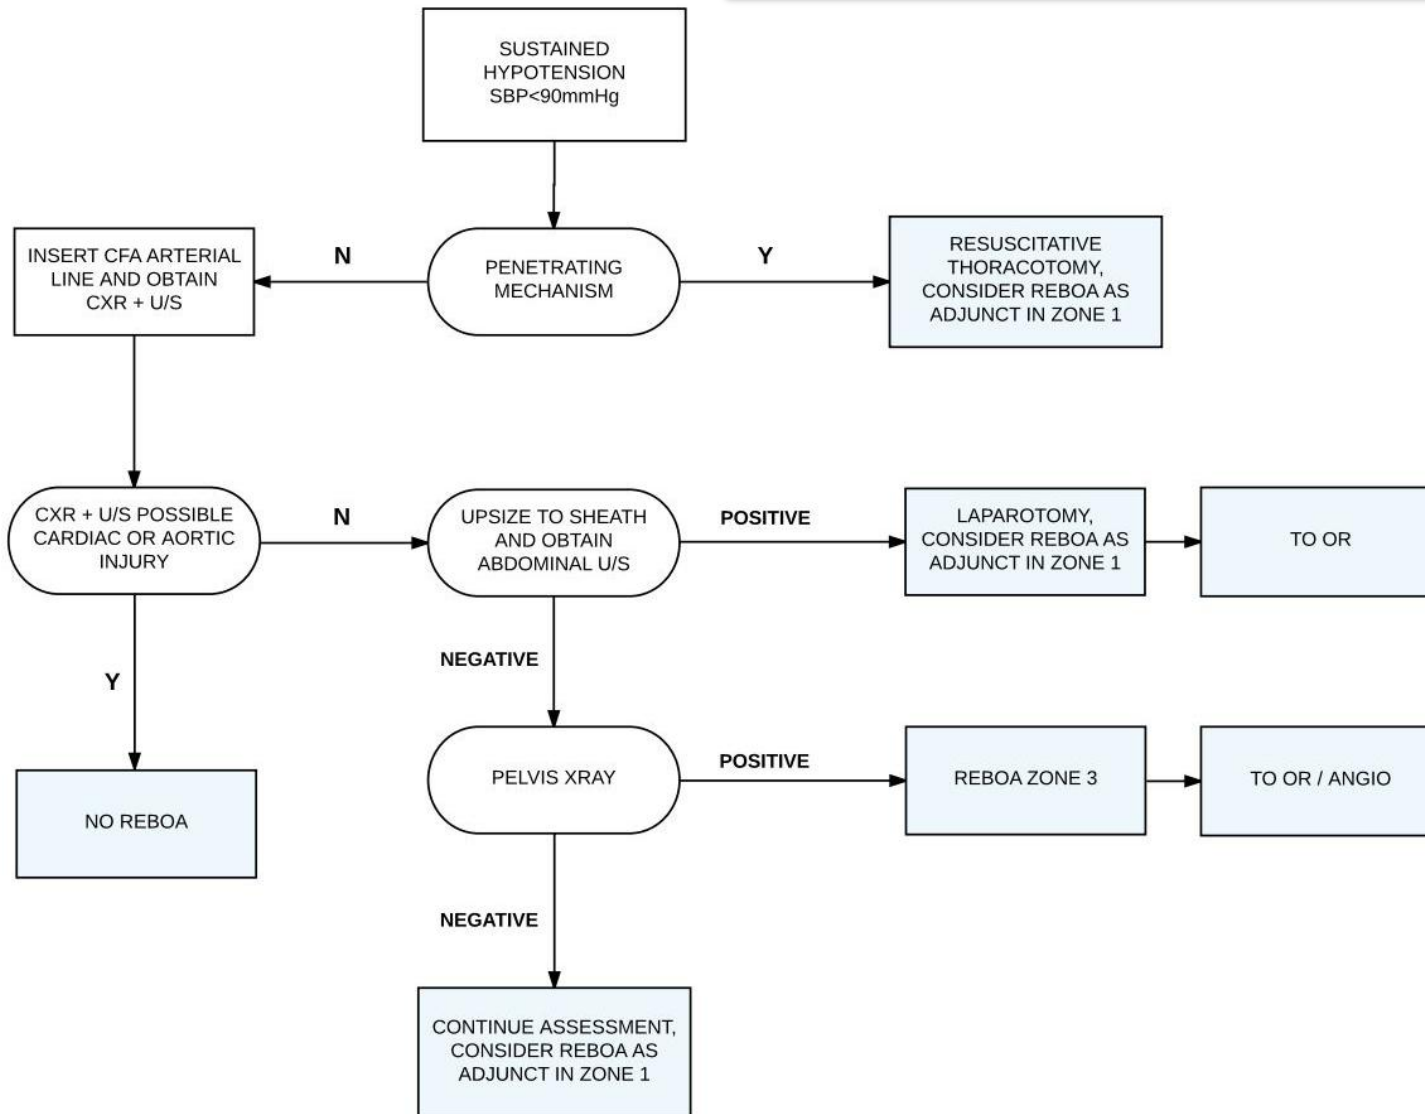 SUSTAINED
HYPOTENSION
SBP<90mmHg
INSERT CFA ARTERIAL
LINE AND OBTAIN
CXR + U/S
N
PENETRATING
MECHANISM
Y
RESUSCITATIVE
THORACOTOMY,
CONSIDER REBOA AS
ADJUNCT IN ZONE 1
CXR + U/S POSSIBLE
CARDIAC OR AORTIC
INJURY
N
UPSIZE TO SHEATH
AND OBTAIN
ABDOMINAL U/S
POSITIVE
LAPAROTOMY,
CONSIDER REBOA AS
ADJUNCT IN ZONE 1
TO OR
Y
NEGATIVE
NO REBOA
PELVIS XRAY
POSITIVE
REBOA ZONE 3
TO OR / ANGIO
NEGATIVE
CONTINUE ASSESSMENT,
CONSIDER REBOA AS
ADJUNCT IN ZONE 1